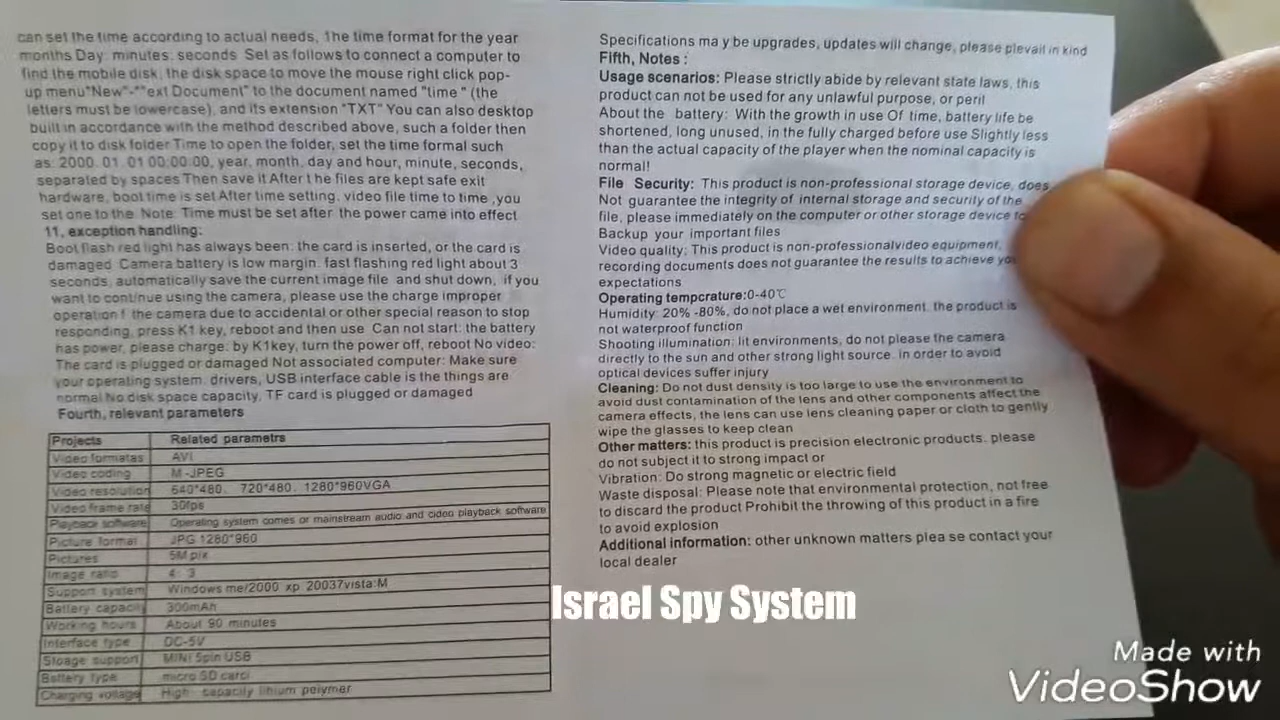 can set the time according to actual needs, The time format for the year
months Day: minutes: seconds Set as follows to connect a computer to
find the mobile disk, the disk space to move the mouse right click pop-
up menu"New"-""ext Document" to the document named "time " (the
letters must be lowercase), and its extension "TXT" You can also desktop
built in accordance with the method described above, such a folder then
copy it to disk folder Time to open the folder, set the time formal such
as: 2000. 01. 01 00:00:00, year, month, day and hour, minute, seconds,
separated by spaces Then save it After t he files are kept safe exit
hardware, boot time is set After time setting. video file time to time ,you
set one to the. Note: Time must be set after the power came into effect
11, exception handling:
Boot flash red light has always been: the card is inserted, or the card is
damaged Camera battery is low margin: fast flashing red light about 3
seconds, automatically save the current image file and shut down, if you
want to continue using the camera, please use the charge improper
operation f the camera due to accidental or other special reason to stop
responding, press K1 key, reboot and then use Can not start: the battery
has power, please charge: by K1key, turn the power off, reboot No video:
The card is plugged or damaged Not associated computer: Make sure
your operating system. drivers, USB interface cable is the things are
normal No disk space capacity. TF card is plugged or damaged
Fourth, relevant parameters
Projects Related parametrs
Video formatas AVI
Video coding M-JPEG
Video resolution 640*480. 720*480. 1280*960VGA
Video frame rate 30fps
Playback software Operating system comes or mainstream audio and cideo playback software
Picture format JPG 1280*960
Pictures 5M pix
Image ratio 4: 3
Support system Windows me/2000 xp 20037vista:M
Battery capacity 300mAh
Working hours About 90 minutes
Interface type DC-5V
Stoage support MINI 5pin USB
Bettery type micro SD card
Charging voltage High capacity lihium pelymer
Specifications ma y be upgrades, updates will change, please plevail in kind
Fifth, Notes :
Usage scenarios: Please strictly abide by relevant state laws, this
product can not be used for any unlawful purpose, or peril
About the battery: With the growth in use Of time, battery life be
shortened, long unused, in the fully charged before use Slightly less
than the actual capacity of the player when the nominal capacity is
normal!
File Security: This product is non-professional storage device, does
Not guarantee the integrity of internal storage and security of the
file, please immediately on the computer or other storage device
Backup your important files
Video quality: This product is non-professionalvideo equipment,
recording documents does not guarantee the results to achieve
expectations
Operating tempcrature:0-40℃
Humidity: 20% -80%, do not place a wet environment. the product is
not waterproof function
Shooting illumination: lit environments, do not please the camera
directly to the sun and other strong light source. in order to avoid
optical devices suffer injury
Cleaning: Do not dust density is too large to use the environment to
avoid dust contamination of the lens and other components affect the
camera effects, the lens can use lens cleaning paper or cloth to gently
wipe the glasses to keep clean
Other matters: this product is precision electronic products. please
do not subject it to strong impact or
Vibration: Do strong magnetic or electric field
Waste disposal: Please note that environmental protection, not free
to discard the product Prohibit the throwing of this product in a fire
to avoid explosion
Additional information: other unknown matters plea se contact your
local dealer
Israel Spy System
Made with
VideoShow